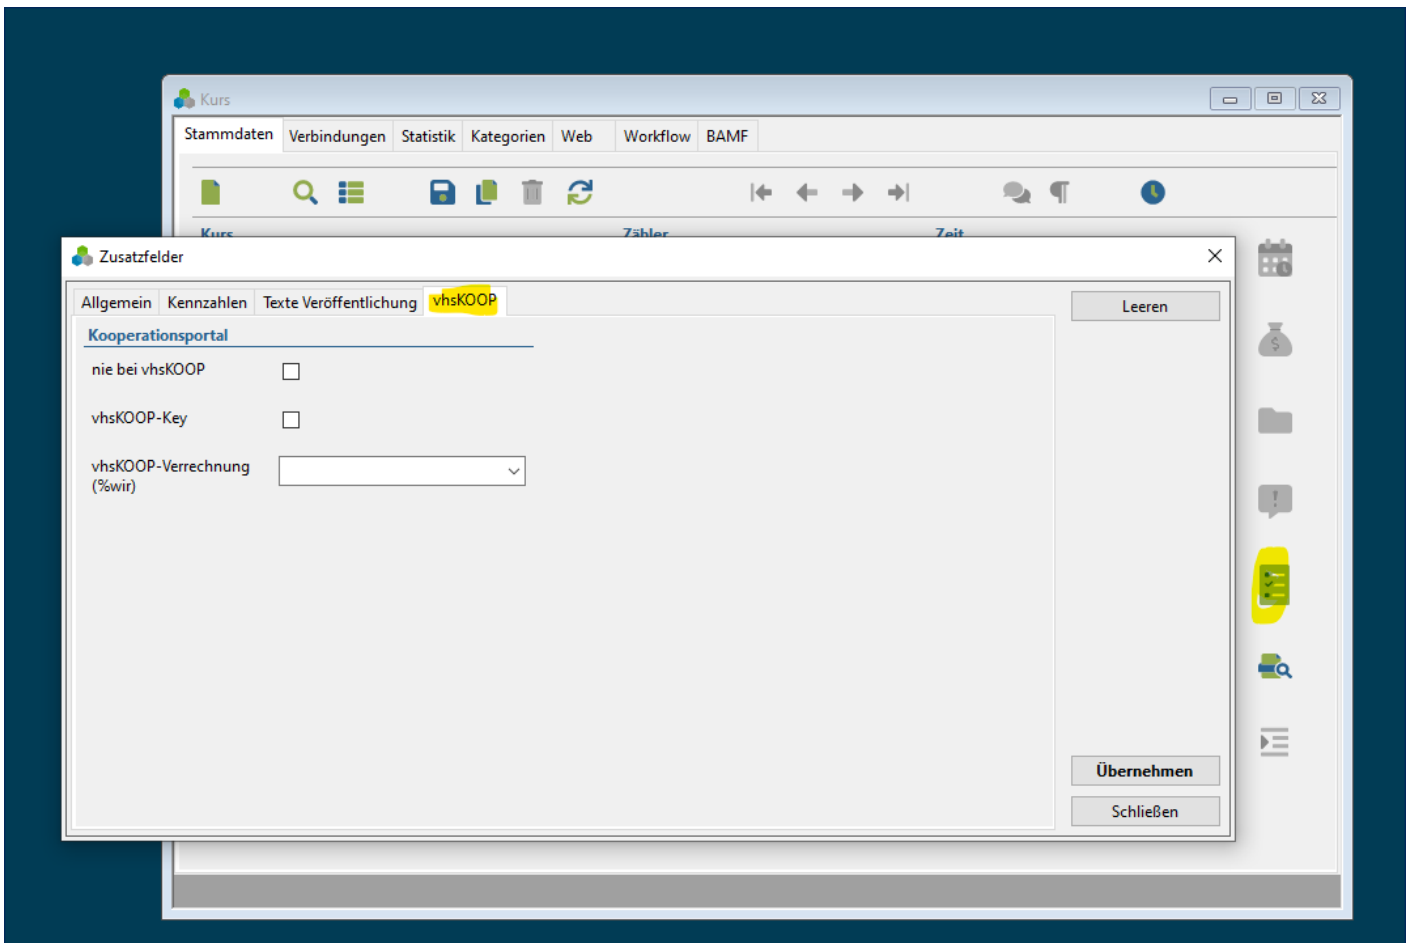 Kurs
Stammdaten Verbindungen Statistik Kategorien Web Workflow BAMF
Kurs Zähler Zeit
Zusatzfelder
Allgemein Kennzahlen Texte Veröffentlichung vhsKOOP
Leeren
Kooperationsportal
nie bei vhsKOOP
vhsKOOP-Key
vhsKOOP-Verrechnung
(%wir)
Übernehmen
Schließen